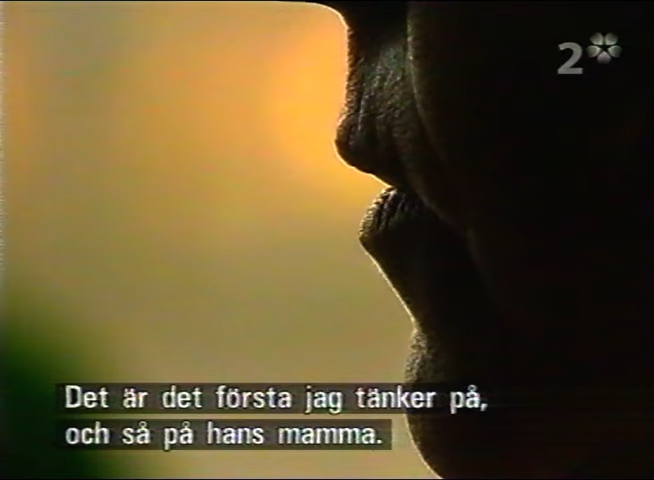 2
Det är det första jag tänker på,
och så på hans mamma.